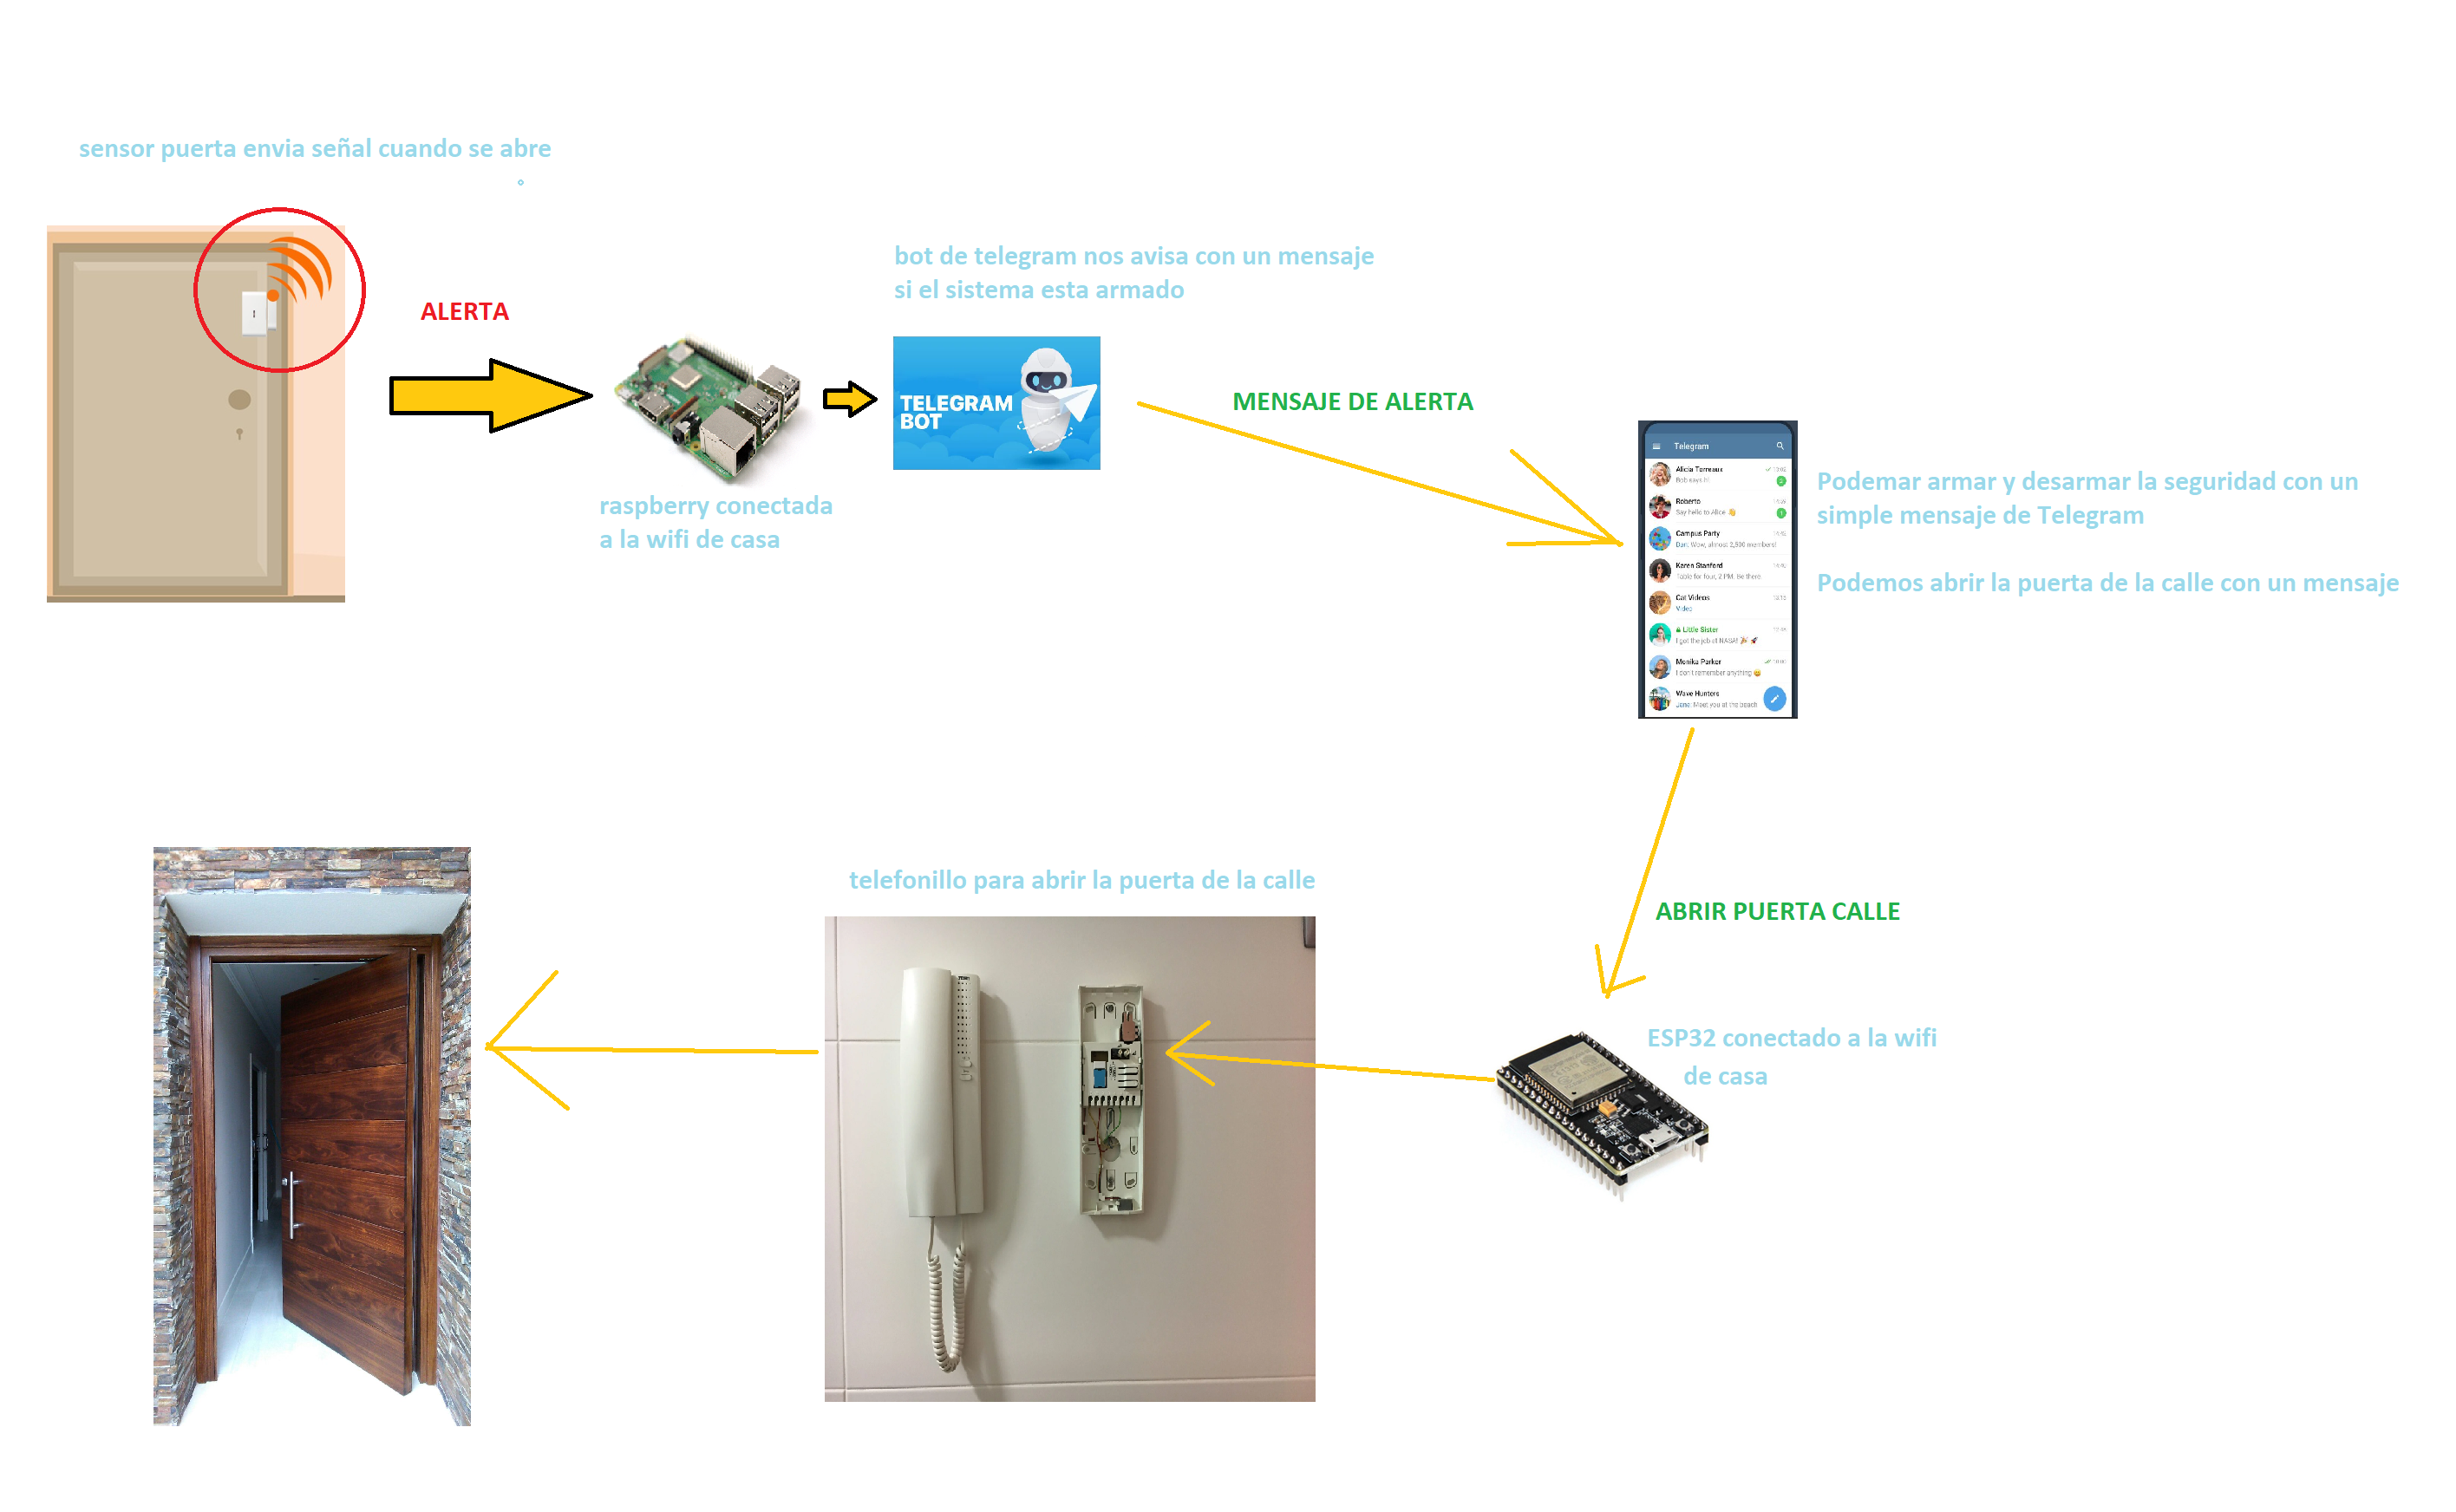 sensor puerta envia señal cuando se abre
bot de telegram nos avisa con un mensaje
si el sistema esta armado
ALERTA
TELEGRAM
BOT
MENSAJE DE ALERTA
raspberry conectada
a la wifi de casa
Telegram
Alicia Torreaux
Bob says hi.
Roberto
Say hello to Alice 👋
Campus Party
Dan: Wow, almost 2,500 members!
Karen Stanford
Table for four, 2 PM. Be there
Cat Videos
Video
Little Sister
I got the job at NASA! 🎉 🚀
Monika Parker
I don't remember anything 😄
Wave Hunters
Jane: Meet you at the beach
Podemar armar y desarmar la seguridad con un
simple mensaje de Telegram
Podemos abrir la puerta de la calle con un mensaje
telefonillo para abrir la puerta de la calle
ABRIR PUERTA CALLE
ESP32 conectado a la wifi
de casa